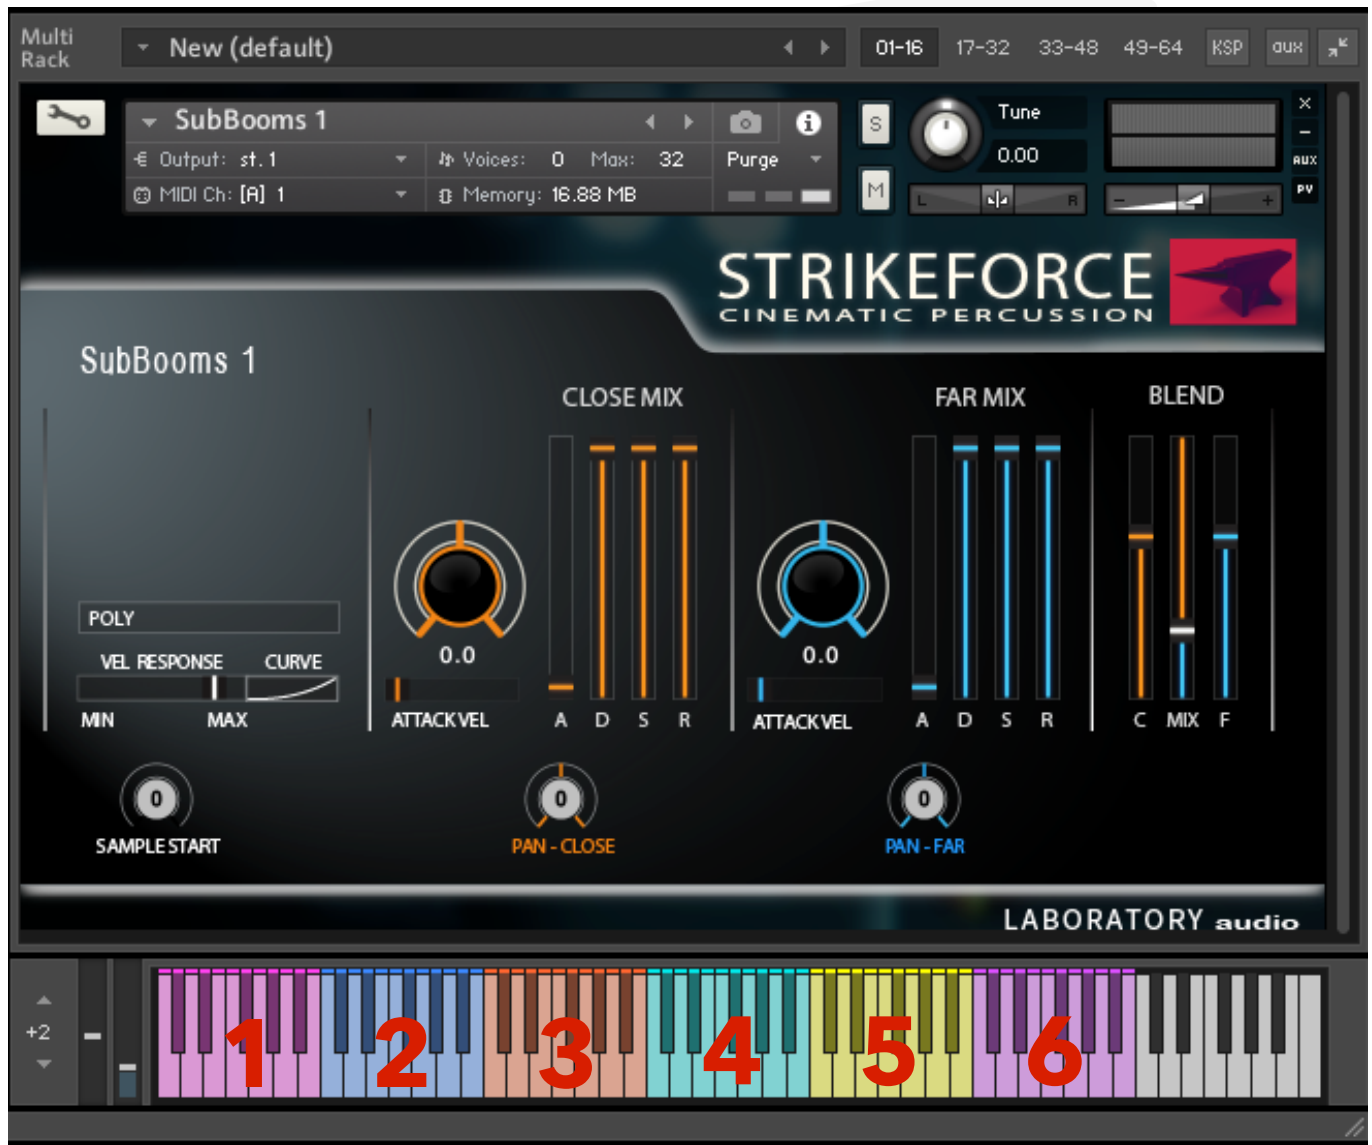 Multi
Rack
New (default)
01-16 17-32 33-48 49-64 KSP aux
SubBooms 1
Output: st.1
Voices: 0 Max: 32
Purge
MIDI Ch: [A] 1
Memory: 16.88 MB
S
M
Tune
0.00
L R
- +
×
-
AUX
PV
STRIKEFORCE
CINEMATIC PERCUSSION
SubBooms 1
CLOSE MIX
FAR MIX
BLEND
POLY
VEL RESPONSE CURVE
MIN MAX
0.0
ATTACK VEL
A D S R
0.0
ATTACK VEL
A D S R
C MIX F
0
SAMPLE START
0
PAN - CLOSE
0
PAN - FAR
LABORATORY audio
+2
1 2 3 4 5 6